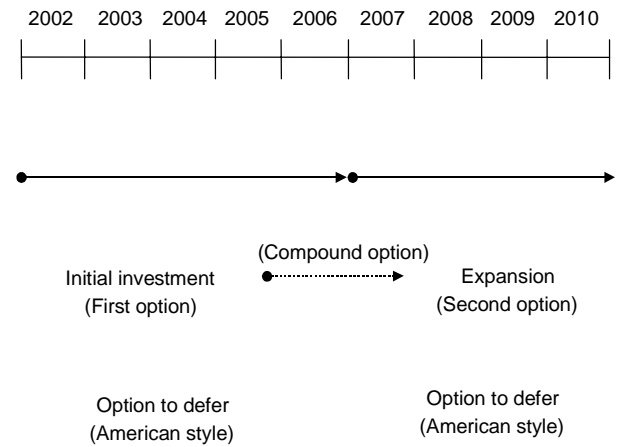 2002 2003 2004 2005 2006 2007 2008 2009 2010
(Compound option)
Initial investment
(First option)
Expansion
(Second option)
Option to defer
(American style)
Option to defer
(American style)